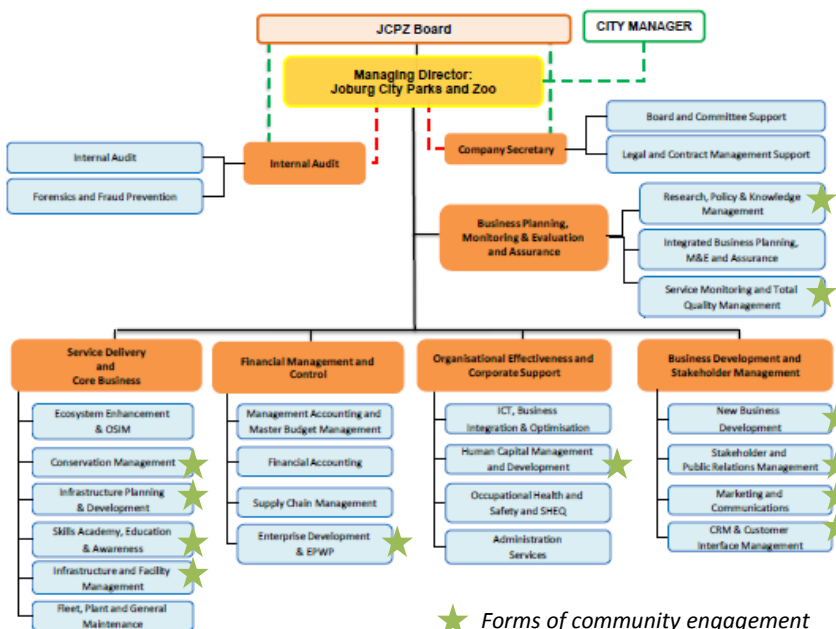 JCPZ Board
CITY MANAGER
Managing Director:
Joburg City Parks and Zoo
Board and Committee Support
Company Secretary
Legal and Contract Management Support
Internal Audit
Internal Audit
Forensics and Fraud Prevention
Research, Policy & Knowledge
Management
Business Planning,
Monitoring & Evaluation
and Assurance
Integrated Business Planning,
M&E and Assurance
Service Monitoring and Total
Quality Management
Service Delivery
and
Core Business
Financial Management and
Control
Organisational Effectiveness and
Corporate Support
Business Development and
Stakeholder Management
Ecosystem Enhancement
& OSIM
Conservation Management
Infrastructure Planning
& Development
Skills Academy, Education
& Awareness
Infrastructure and Facility
Management
Fleet, Plant and General
Maintenance
Management Accounting and
Master Budget Management
Financial Accounting
Supply Chain Management
Enterprise Development
& EPWP
ICT, Business
Integration & Optimisation
Human Capital Management
and Development
Occupational Health and
Safety and SHEQ
Administration
Services
New Business
Development
Stakeholder and
Public Relations Management
Marketing and
Communications
CRM & Customer
Interface Management
Forms of community engagement